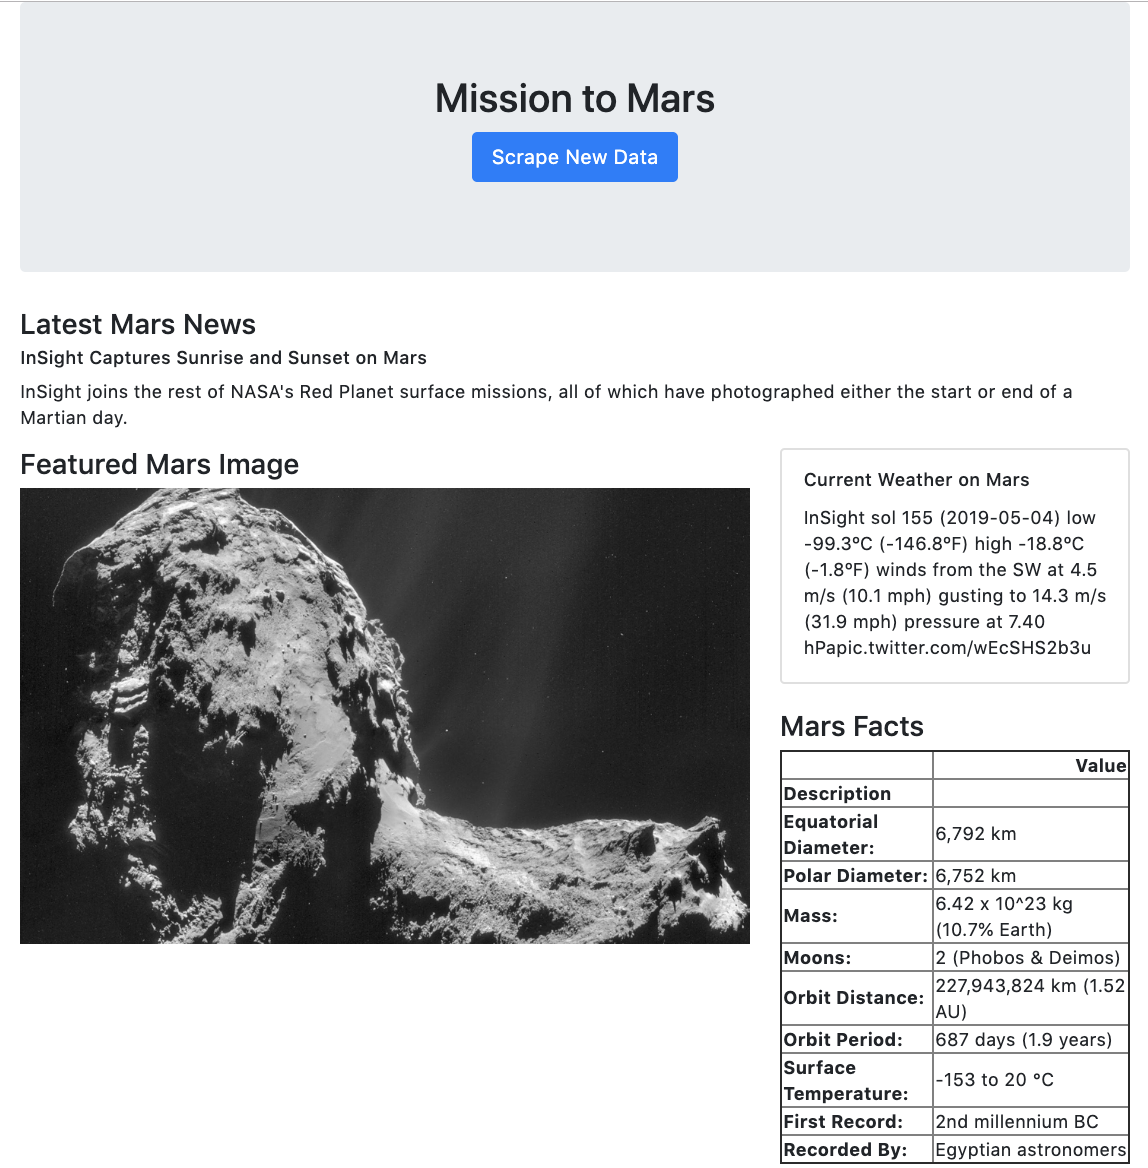 Mission to Mars
Scrape New Data
Latest Mars News
InSight Captures Sunrise and Sunset on Mars
InSight joins the rest of NASA's Red Planet surface missions, all of which have photographed either the start or end of a
Martian day.
Featured Mars Image
Current Weather on Mars
InSight sol 155 (2019-05-04) low
-99.3ºC (-146.8ºF) high -18.8ºC
(-1.8ºF) winds from the SW at 4.5
m/s (10.1 mph) gusting to 14.3 m/s
(31.9 mph) pressure at 7.40
hPapic.twitter.com/wEcSHS2b3u
Mars Facts
Value
Description
Equatorial
Diameter:
6,792 km
Polar Diameter: 6,752 km
Mass:
6.42 x 10^23 kg
(10.7% Earth)
Moons: 2 (Phobos & Deimos)
Orbit Distance:
227,943,824 km (1.52
AU)
Orbit Period: 687 days (1.9 years)
Surface
Temperature:
-153 to 20 °C
First Record: 2nd millennium BC
Recorded By: Egyptian astronomers